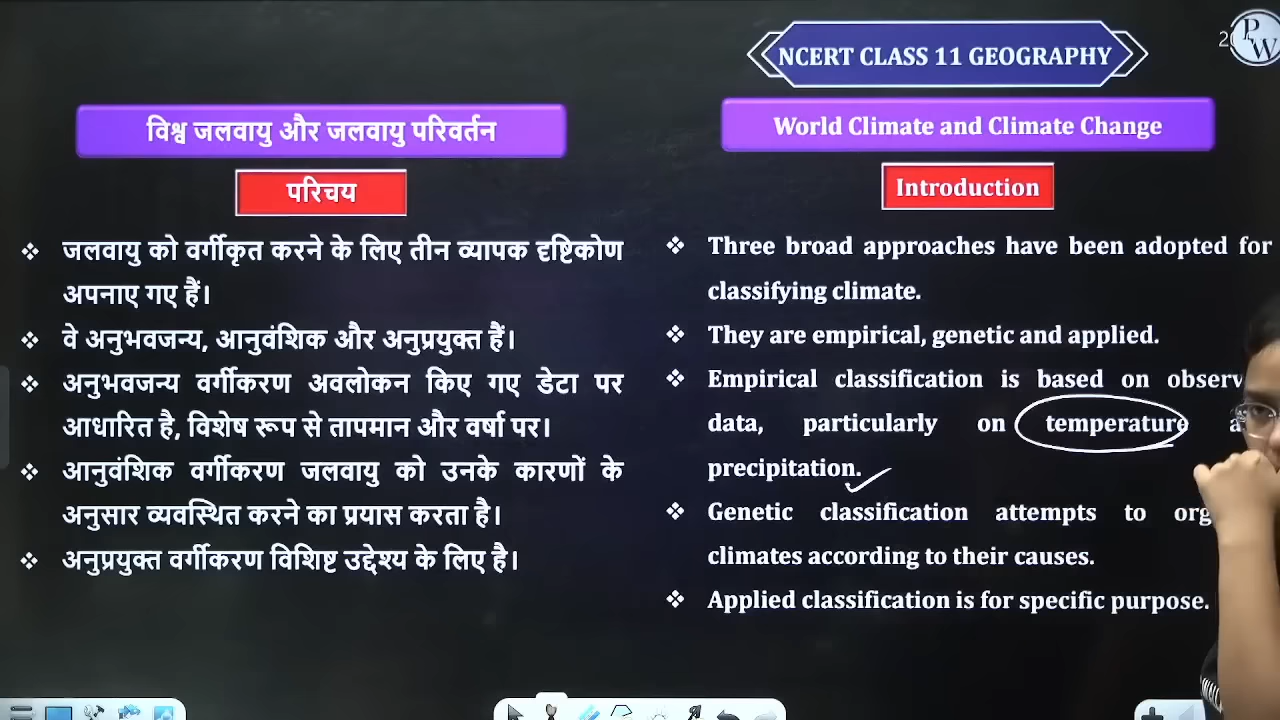 NCERT CLASS 11 GEOGRAPHY
PW
विश्व जलवायु और जलवायु परिवर्तन
परिचय
❖ जलवायु को वर्गीकृत करने के लिए तीन व्यापक दृष्टिकोण
अपनाए गए हैं।
❖ वे अनुभवजन्य, आनुवंशिक और अनुप्रयुक्त हैं।
❖ अनुभवजन्य वर्गीकरण अवलोकन किए गए डेटा पर
आधारित है, विशेष रूप से तापमान और वर्षा पर।
❖ आनुवंशिक वर्गीकरण जलवायु को उनके कारणों के
अनुसार व्यवस्थित करने का प्रयास करता है।
❖ अनुप्रयुक्त वर्गीकरण विशिष्ट उद्देश्य के लिए है।
World Climate and Climate Change
Introduction
❖ Three broad approaches have been adopted for
classifying climate.
❖ They are empirical, genetic and applied.
❖ Empirical classification is based on
data, particularly on temperature
precipitation.
❖ Genetic classification attempts to
climates according to their causes.
❖ Applied classification is for specific purpose.